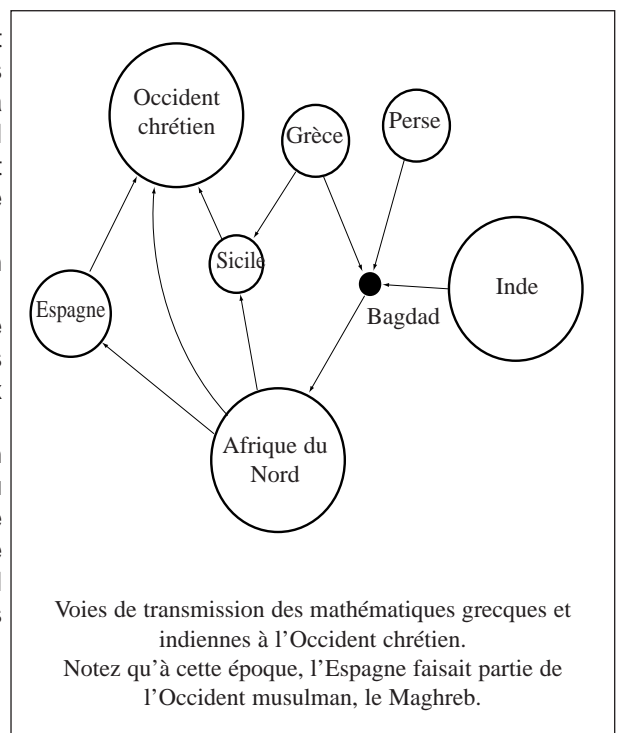 Occident
chrétien
Grèce
Perse
Sicile
Inde
Espagne
Bagdad
Afrique du
Nord
Voies de transmission des mathématiques grecques et
indiennes à l’Occident chrétien.
Notez qu’à cette époque, l’Espagne faisait partie de
l’Occident musulman, le Maghreb.